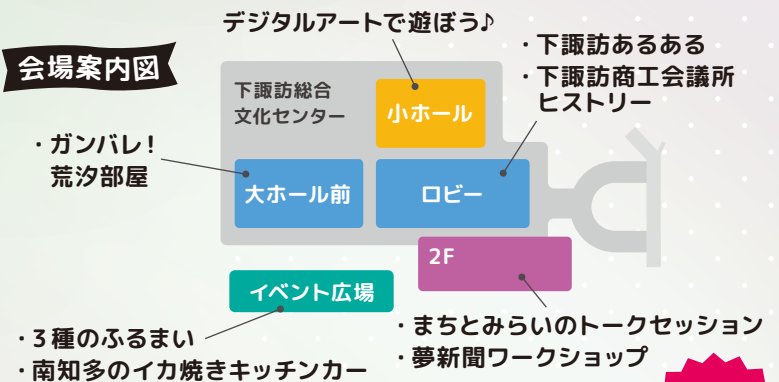 デジタルアートで遊ぼう♪
会場案内図
・下諏訪あるある
・下諏訪商工会議所
ヒストリー
下諏訪総合
文化センター
小ホール
・ガンバレ！
荒汐部屋
大ホール前
ロビー
2F
イベント広場
・3種のふるまい
・南知多のイカ焼きキッチンカー
・まちとみらいのトークセッション
・夢新聞ワークショップ